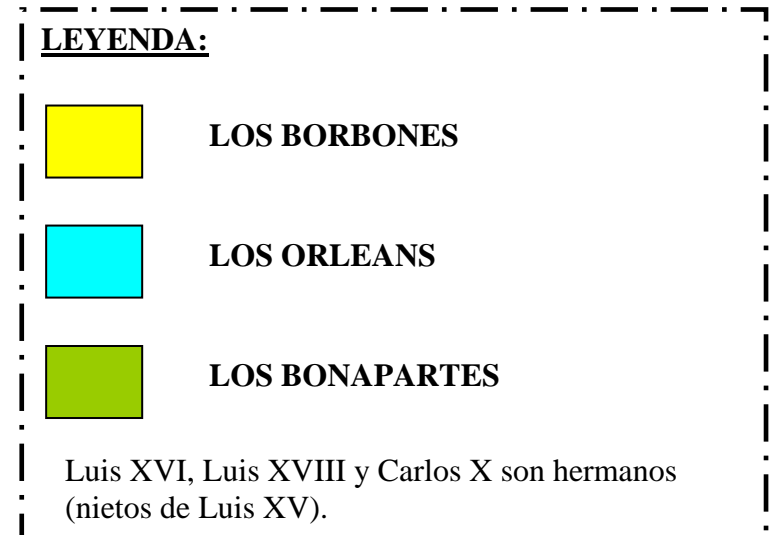 LEYENDA:
LOS BORBONES
LOS ORLEANS
LOS BONAPARTES
Luis XVI, Luis XVIII y Carlos X son hermanos
(nietos de Luis XV).